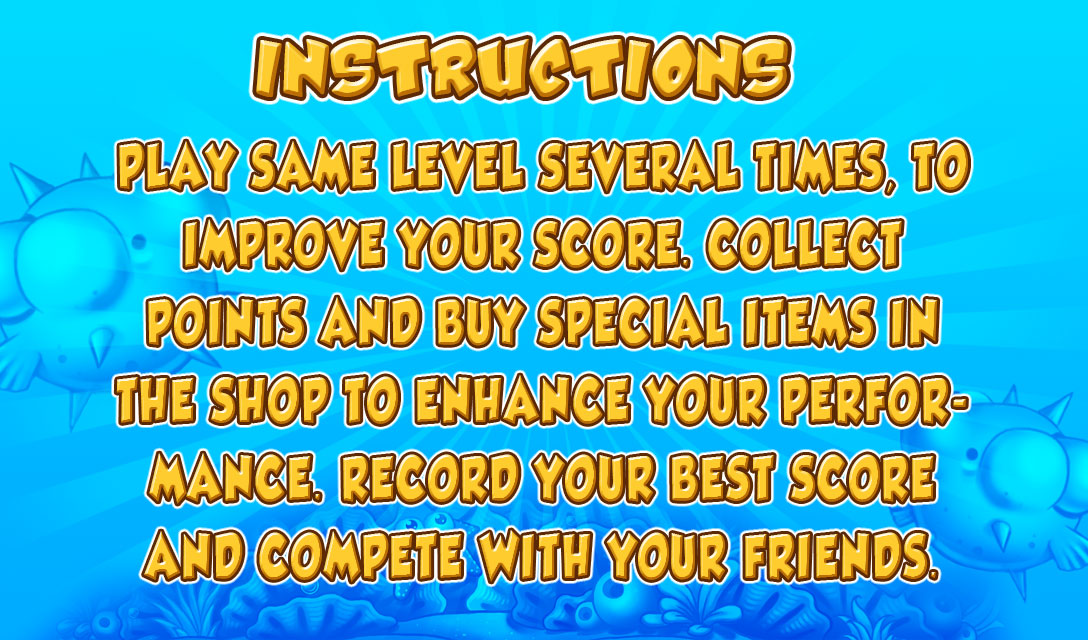 INSTRUCTIONS
PLAY SAME LEVEL SEVERAL TIMES, TO
IMPROVE YOUR SCORE. COLLECT
POINTS AND BUY SPECIAL ITEMS IN
THE SHOP TO ENHANCE YOUR PERFOR-
MANCE. RECORD YOUR BEST SCORE
AND COMPETE WITH YOUR FRIENDS.